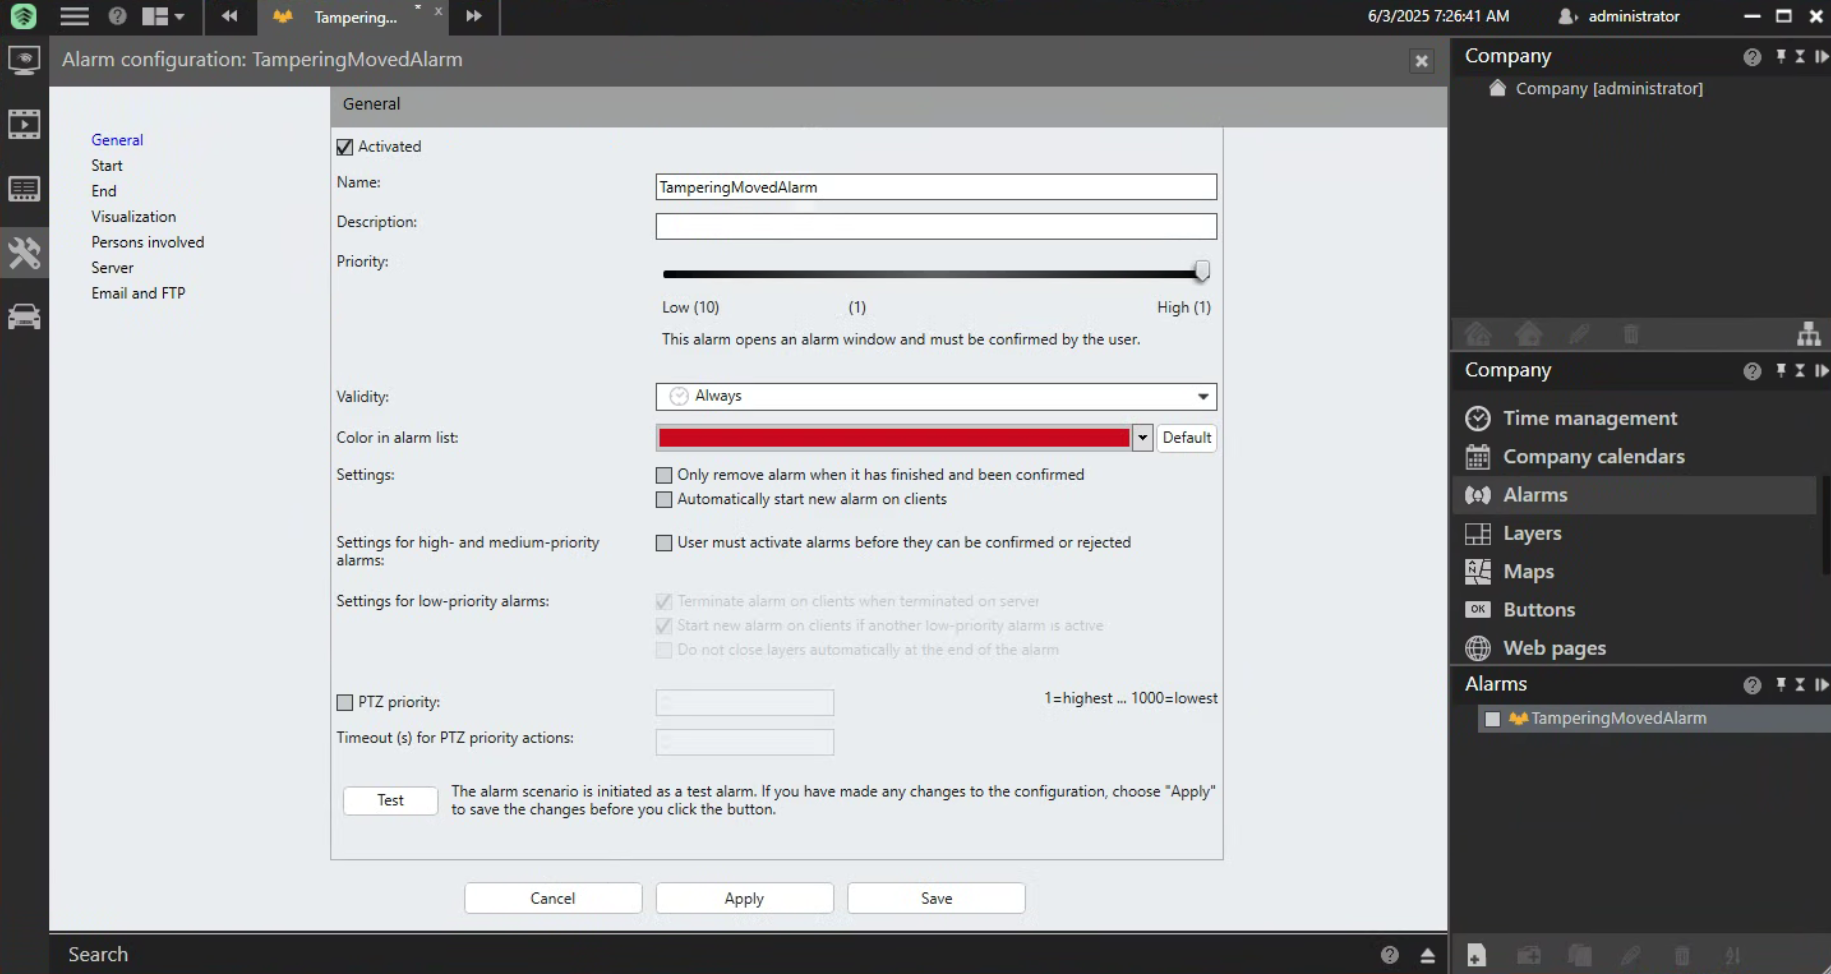 Tampering...
*
x
6/3/2025 7:26:41 AM
administrator
Alarm configuration: TamperingMovedAlarm
General
Start
End
Visualization
Persons involved
Server
Email and FTP
General
Activated
Name:
TamperingMovedAlarm
Description:
Priority:
Low (10)
(1)
High (1)
This alarm opens an alarm window and must be confirmed by the user.
Validity:
Always
Color in alarm list:
Default
Settings:
Only remove alarm when it has finished and been confirmed
Automatically start new alarm on clients
Settings for high- and medium-priority
alarms:
User must activate alarms before they can be confirmed or rejected
Settings for low-priority alarms:
Terminate alarm on clients when terminated on server
Start new alarm on clients if another low-priority alarm is active
Do not close layers automatically at the end of the alarm
PTZ priority:
1=highest ... 1000=lowest
Timeout (s) for PTZ priority actions:
Test
The alarm scenario is initiated as a test alarm. If you have made any changes to the configuration, choose "Apply"
to save the changes before you click the button.
Cancel
Apply
Save
Search
Company
Company [administrator]
Company
Time management
Company calendars
Alarms
Layers
Maps
OK
Buttons
Web pages
Alarms
TamperingMovedAlarm